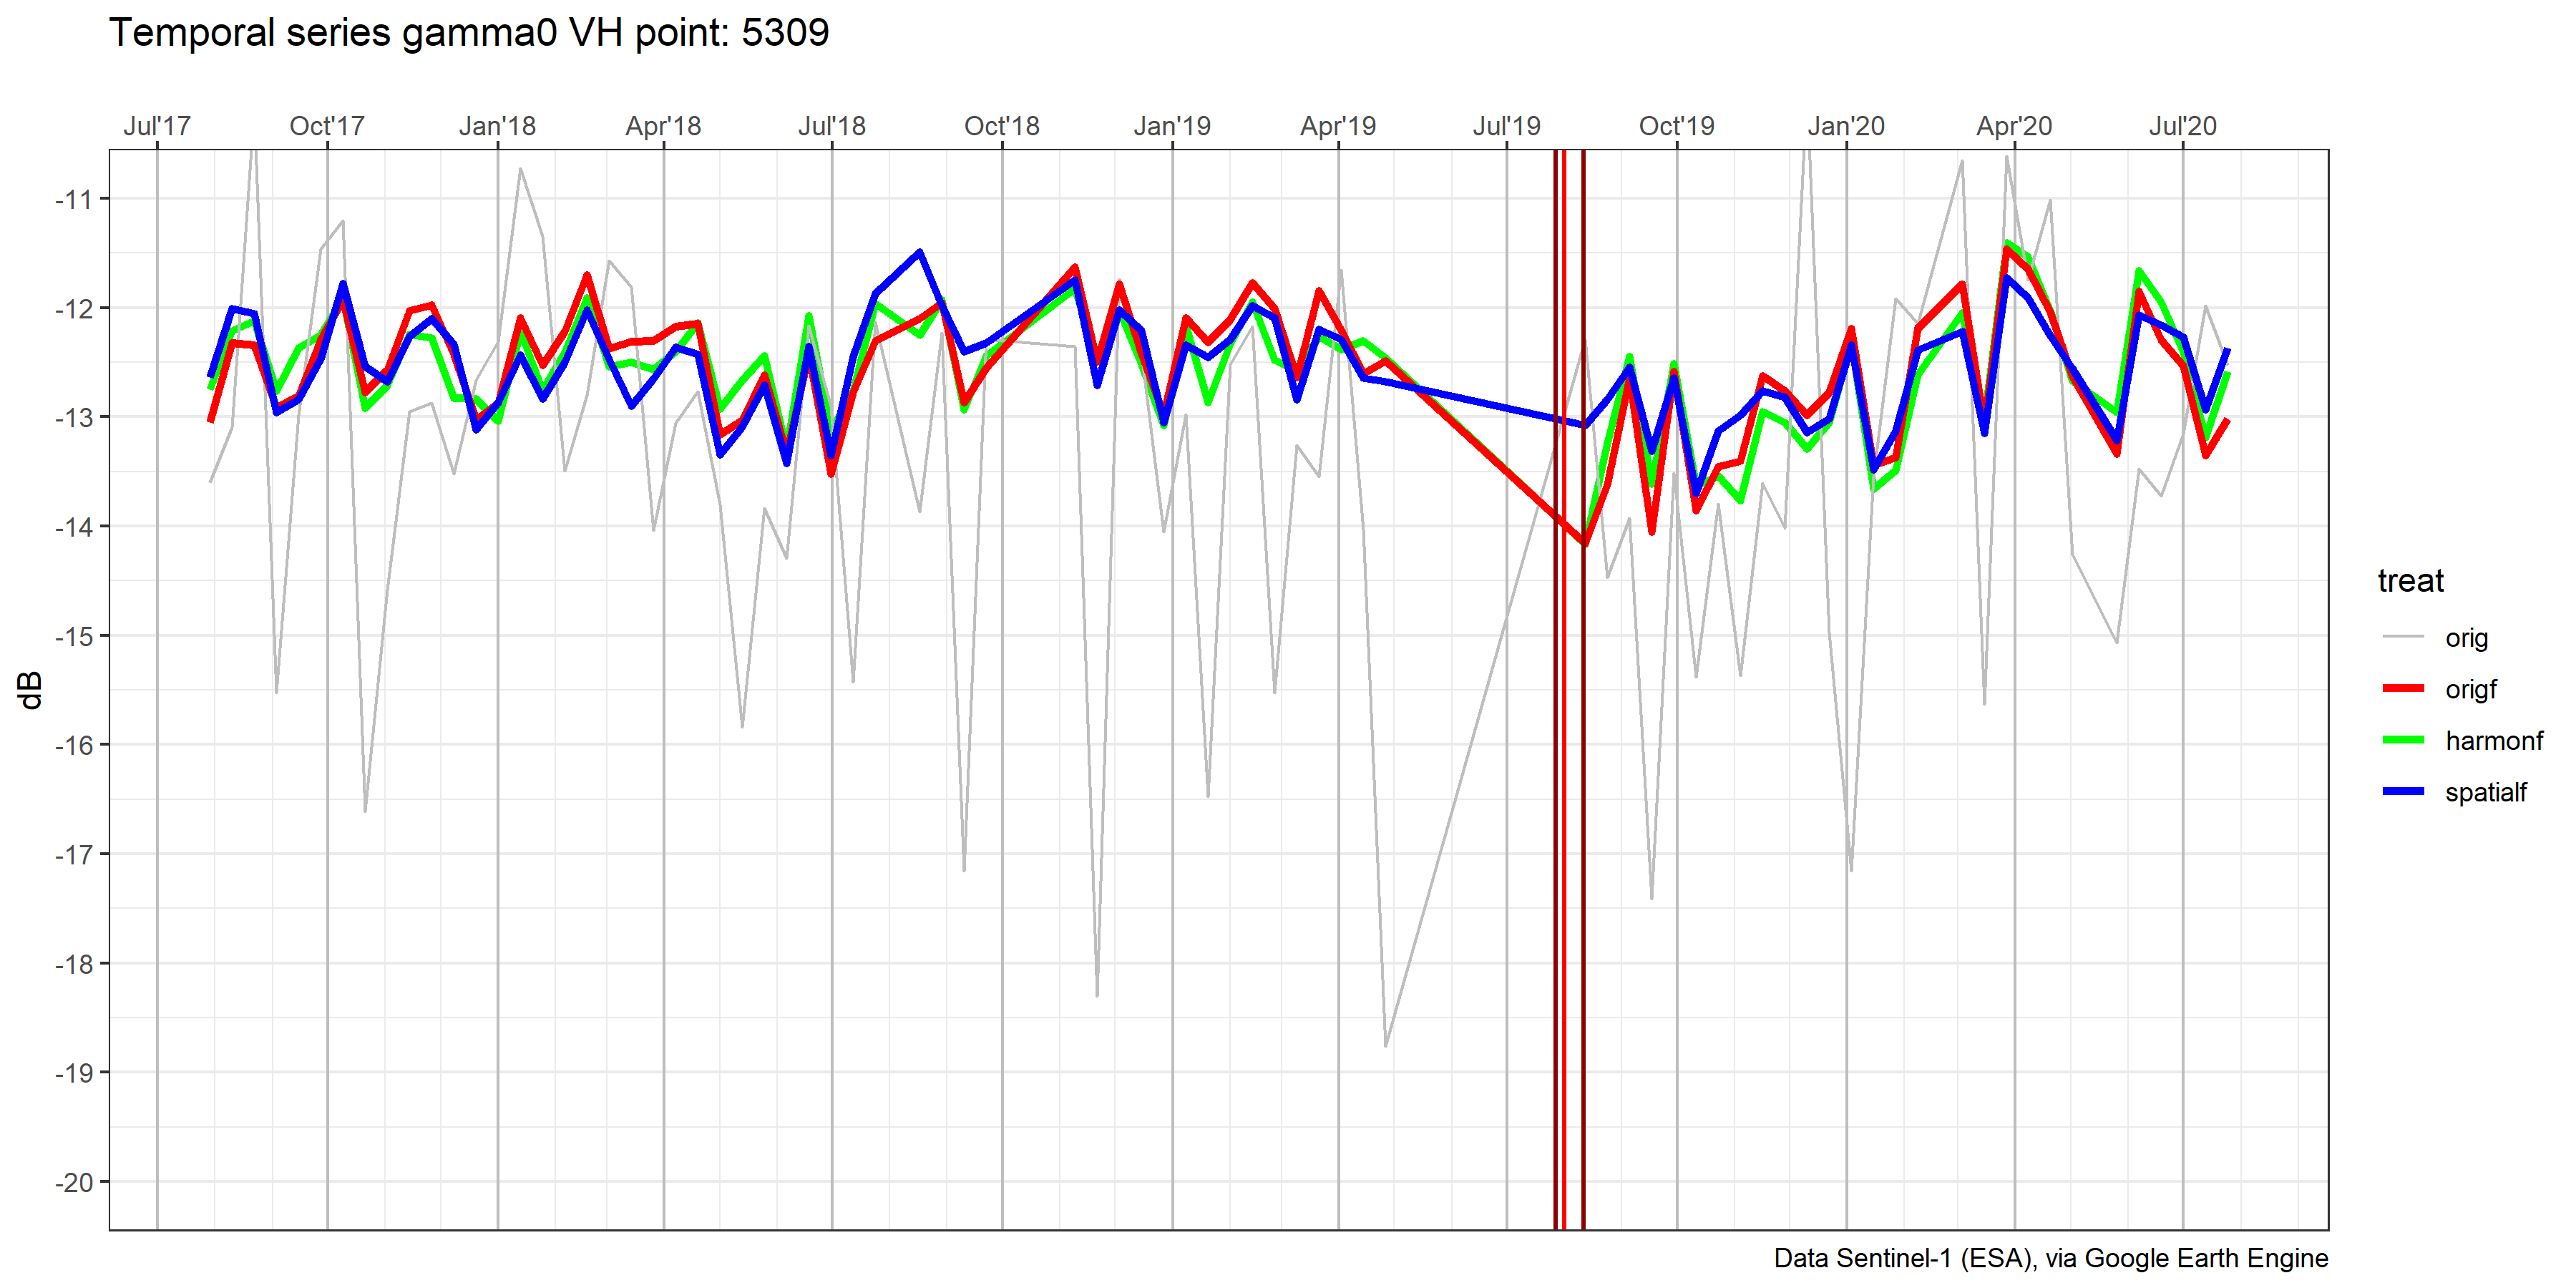 Temporal series gamma0 VH point: 5309
Jul'17 Oct'17 Jan'18 Apr'18 Jul'18 Oct'18 Jan'19 Apr'19 Jul'19 Oct'19 Jan'20 Apr'20 Jul'20
-11
-12
-13
-14
-15
-16
-17
-18
-19
-20
dB
treat
orig
origf
harmonf
spatialf
Data Sentinel-1 (ESA), via Google Earth Engine